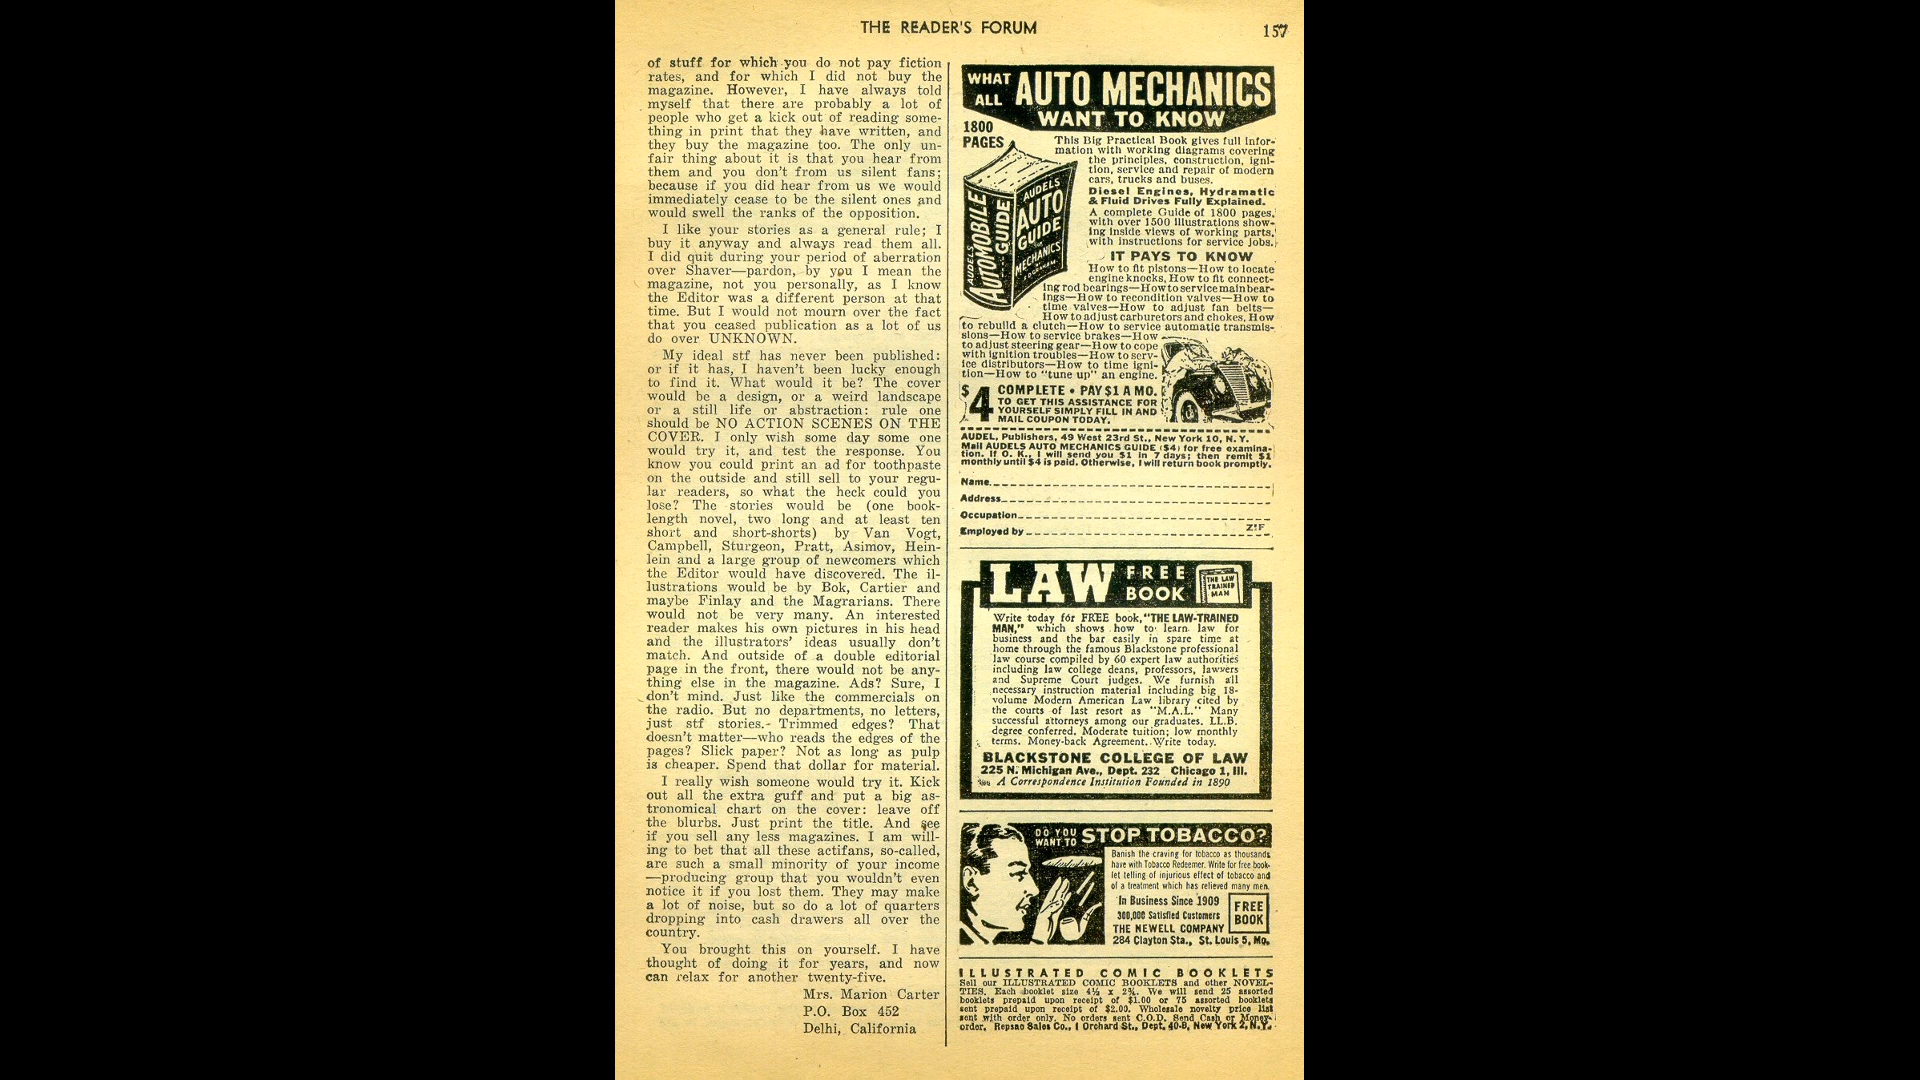 THE READER'S FORUM
157
of stuff for which you do not pay fiction
rates, and for which I did not buy the
magazine. However, I have always told
myself that there are probably a lot of
people who get a kick out of reading some-
thing in print that they have written, and
they buy the magazine too. The only un-
fair thing about it is that you hear from
them and you don't from us silent fans;
because if you did hear from us we would
immediately cease to be the silent ones and
would swell the ranks of the opposition.
I like your stories as a general rule; I
buy it anyway and always read them all.
I did quit during your period of aberration
over Shaver—pardon, by you I mean the
magazine, not you personally, as I know
the Editor was a different person at that
time. But I would not mourn over the fact
that you ceased publication as a lot of us
do over UNKNOWN.
My ideal stf has never been published:
or if it has, I haven't been lucky enough
to find it. What would it be? The cover
would be a design, or a weird landscape
or a still life or abstraction: rule one
should be NO ACTION SCENES ON THE
COVER. I only wish some day some one
would try it, and test the response. You
know you could print an ad for toothpaste
on the outside and still sell to your regu-
lar readers, so what the heck could you
lose? The stories would be (one book-
length novel, two long and at least ten
short and short-shorts) by Van Vogt,
Campbell, Sturgeon, Pratt, Asimov, Hein-
lein and a large group of newcomers which
the Editor would have discovered. The il-
lustrations would be by Bok, Cartier and
maybe Finlay and the Magrarians. There
would not be very many. An interested
reader makes his own pictures in his head
and the illustrators' ideas usually don't
match. And outside of a double editorial
page in the front, there would not be any-
thing else in the magazine. Ads? Sure, I
don't mind. Just like the commercials on
the radio. But no departments, no letters,
just stf stories. Trimmed edges? That
doesn't matter—who reads the edges of the
pages? Slick paper? Not as long as pulp
is cheaper. Spend that dollar for material.
I really wish someone would try it. Kick
out all the extra guff and put a big as-
tronomical chart on the cover: leave off
the blurbs. Just print the title. And see
if you sell any less magazines. I am will-
ing to bet that all these actifans, so-called,
are such a small minority of your income
—producing group that you wouldn't even
notice it if you lost them. They may make
a lot of noise, but so do a lot of quarters
dropping into cash drawers all over the
country.
You brought this on yourself. I have
thought of doing it for years, and now
can relax for another twenty-five.
Mrs. Marion Carter
P.O. Box 452
Delhi, California
WHAT ALL AUTO MECHANICS
WANT TO KNOW
1800
PAGES
AUDELS
AUTOMOBILE
GUIDE
AUDELS
AUTO
GUIDE
MECHANICS
This Big Practical Book gives full infor-
mation with working diagrams covering
the principles, construction, igni-
tion, service and repair of modern
cars, trucks and buses.
Diesel Engines, Hydramatic
& Fluid Drives Fully Explained.
A complete Guide of 1800 pages,
with over 1500 illustrations show-
ing inside views of working parts,
with instructions for service jobs.
IT PAYS TO KNOW
How to fit pistons—How to locate
engine knocks, How to fit connect-
ing rod bearings—How to service main bear-
ings—How to recondition valves—How to
time valves—How to adjust fan belts—
How to adjust carburetors and chokes, How
to rebuild a clutch—How to service automatic transmis-
sions—How to service brakes—How
to adjust steering gear—How to cope
with ignition troubles—How to serv-
ice distributors—How to time igni-
tion—How to "tune up" an engine.
$4 COMPLETE • PAY $1 A MO.
TO GET THIS ASSISTANCE FOR
YOURSELF SIMPLY FILL IN AND
MAIL COUPON TODAY.
AUDEL, Publishers, 49 West 23rd St., New York 10, N. Y.
Mail AUDELS AUTO MECHANICS GUIDE ($4) for free examina-
tion. If O. K., I will send you $1 in 7 days; then remit $1
monthly until $4 is paid. Otherwise, I will return book promptly.
Name
Address
Occupation
Employed by
ZIF
LAW FREE BOOK
THE LAW
TRAINED
MAN
Write today for FREE book, "THE LAW-TRAINED
MAN," which shows how to learn law for
business and the bar easily in spare time at
home through the famous Blackstone professional
law course compiled by 60 expert law authorities
including law college deans, professors, lawyers
and Supreme Court judges. We furnish all
necessary instruction material including big 18-
volume Modern American Law library cited by
the courts of last resort as "M.A.L." Many
successful attorneys among our graduates. LL.B.
degree conferred. Moderate tuition; low monthly
terms. Money-back Agreement. Write today.
BLACKSTONE COLLEGE OF LAW
225 N. Michigan Ave., Dept. 232 Chicago 1, Ill.
A Correspondence Institution Founded in 1890
DO YOU WANT TO STOP TOBACCO?
Banish the craving for tobacco as thousands
have with Tobacco Redeemer. Write for free book-
let telling of injurious effect of tobacco and
of a treatment which has relieved many men.
In Business Since 1909
300,000 Satisfied Customers
THE NEWELL COMPANY
284 Clayton Sta., St. Louis 5, Mo.
FREE
BOOK
ILLUSTRATED COMIC BOOKLETS
Sell our ILLUSTRATED COMIC BOOKLETS and other NOVEL-
TIES. Each booklet size 4½ x 2¾. We will send 25 assorted
booklets prepaid upon receipt of $1.00 or 75 assorted booklets
sent prepaid upon receipt of $2.00. Wholesale novelty price list
sent with order only. No orders sent C.O.D. Send Cash or Money-
order. Repsac Sales Co., 1 Orchard St., Dept. 40-B, New York 2, N.Y.